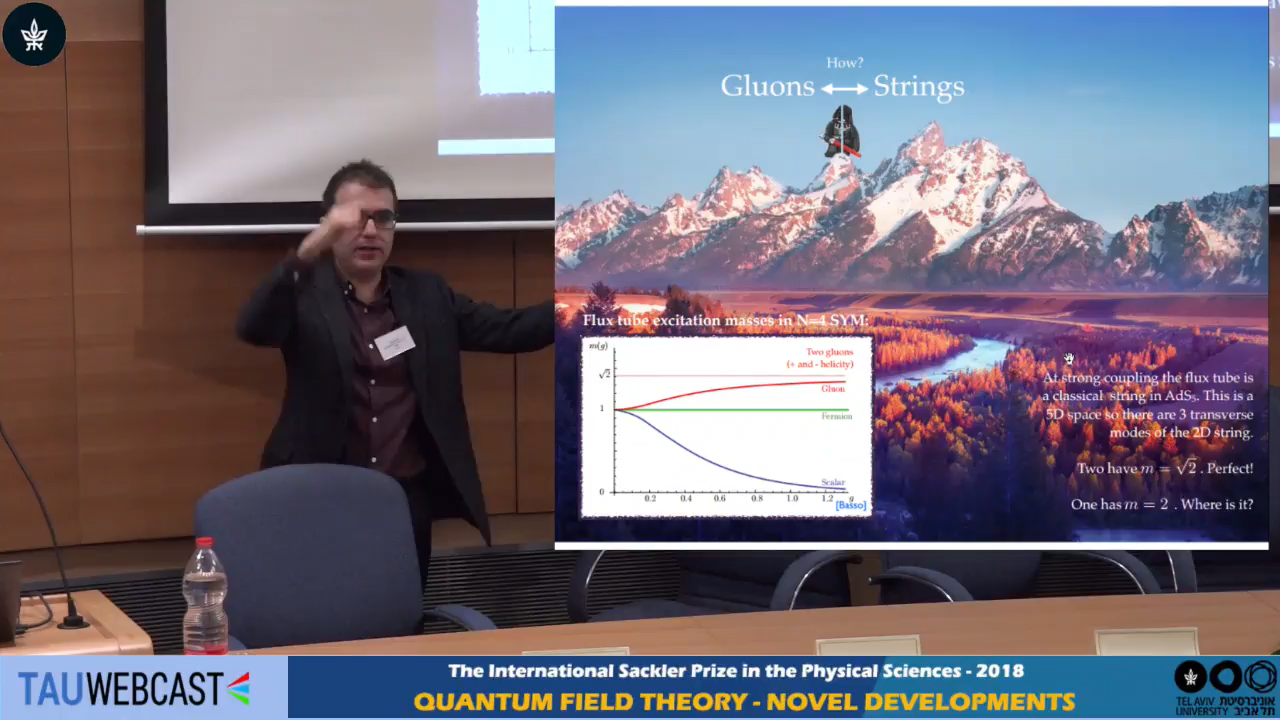 How?
Gluons ⟷ Strings
Flux tube excitation masses in N=4 SYM:
m(g)
Two gluons
(+ and - helicity)
√2
Gluon
1
Fermion
Scalar
0
0.2 0.4 0.6 0.8 1.0 1.2 g
[Basso]
At strong coupling the flux tube is
a classical string in AdS₅. This is a
5D space so there are 3 transverse
modes of the 2D string.
Two have m = √2 . Perfect!
One has m = 2 . Where is it?
The International Sackler Prize in the Physical Sciences - 2018
TAUWEBCAST
QUANTUM FIELD THEORY - NOVEL DEVELOPMENTS
TEL AVIV אוניברסיטת
UNIVERSITY תל אביב